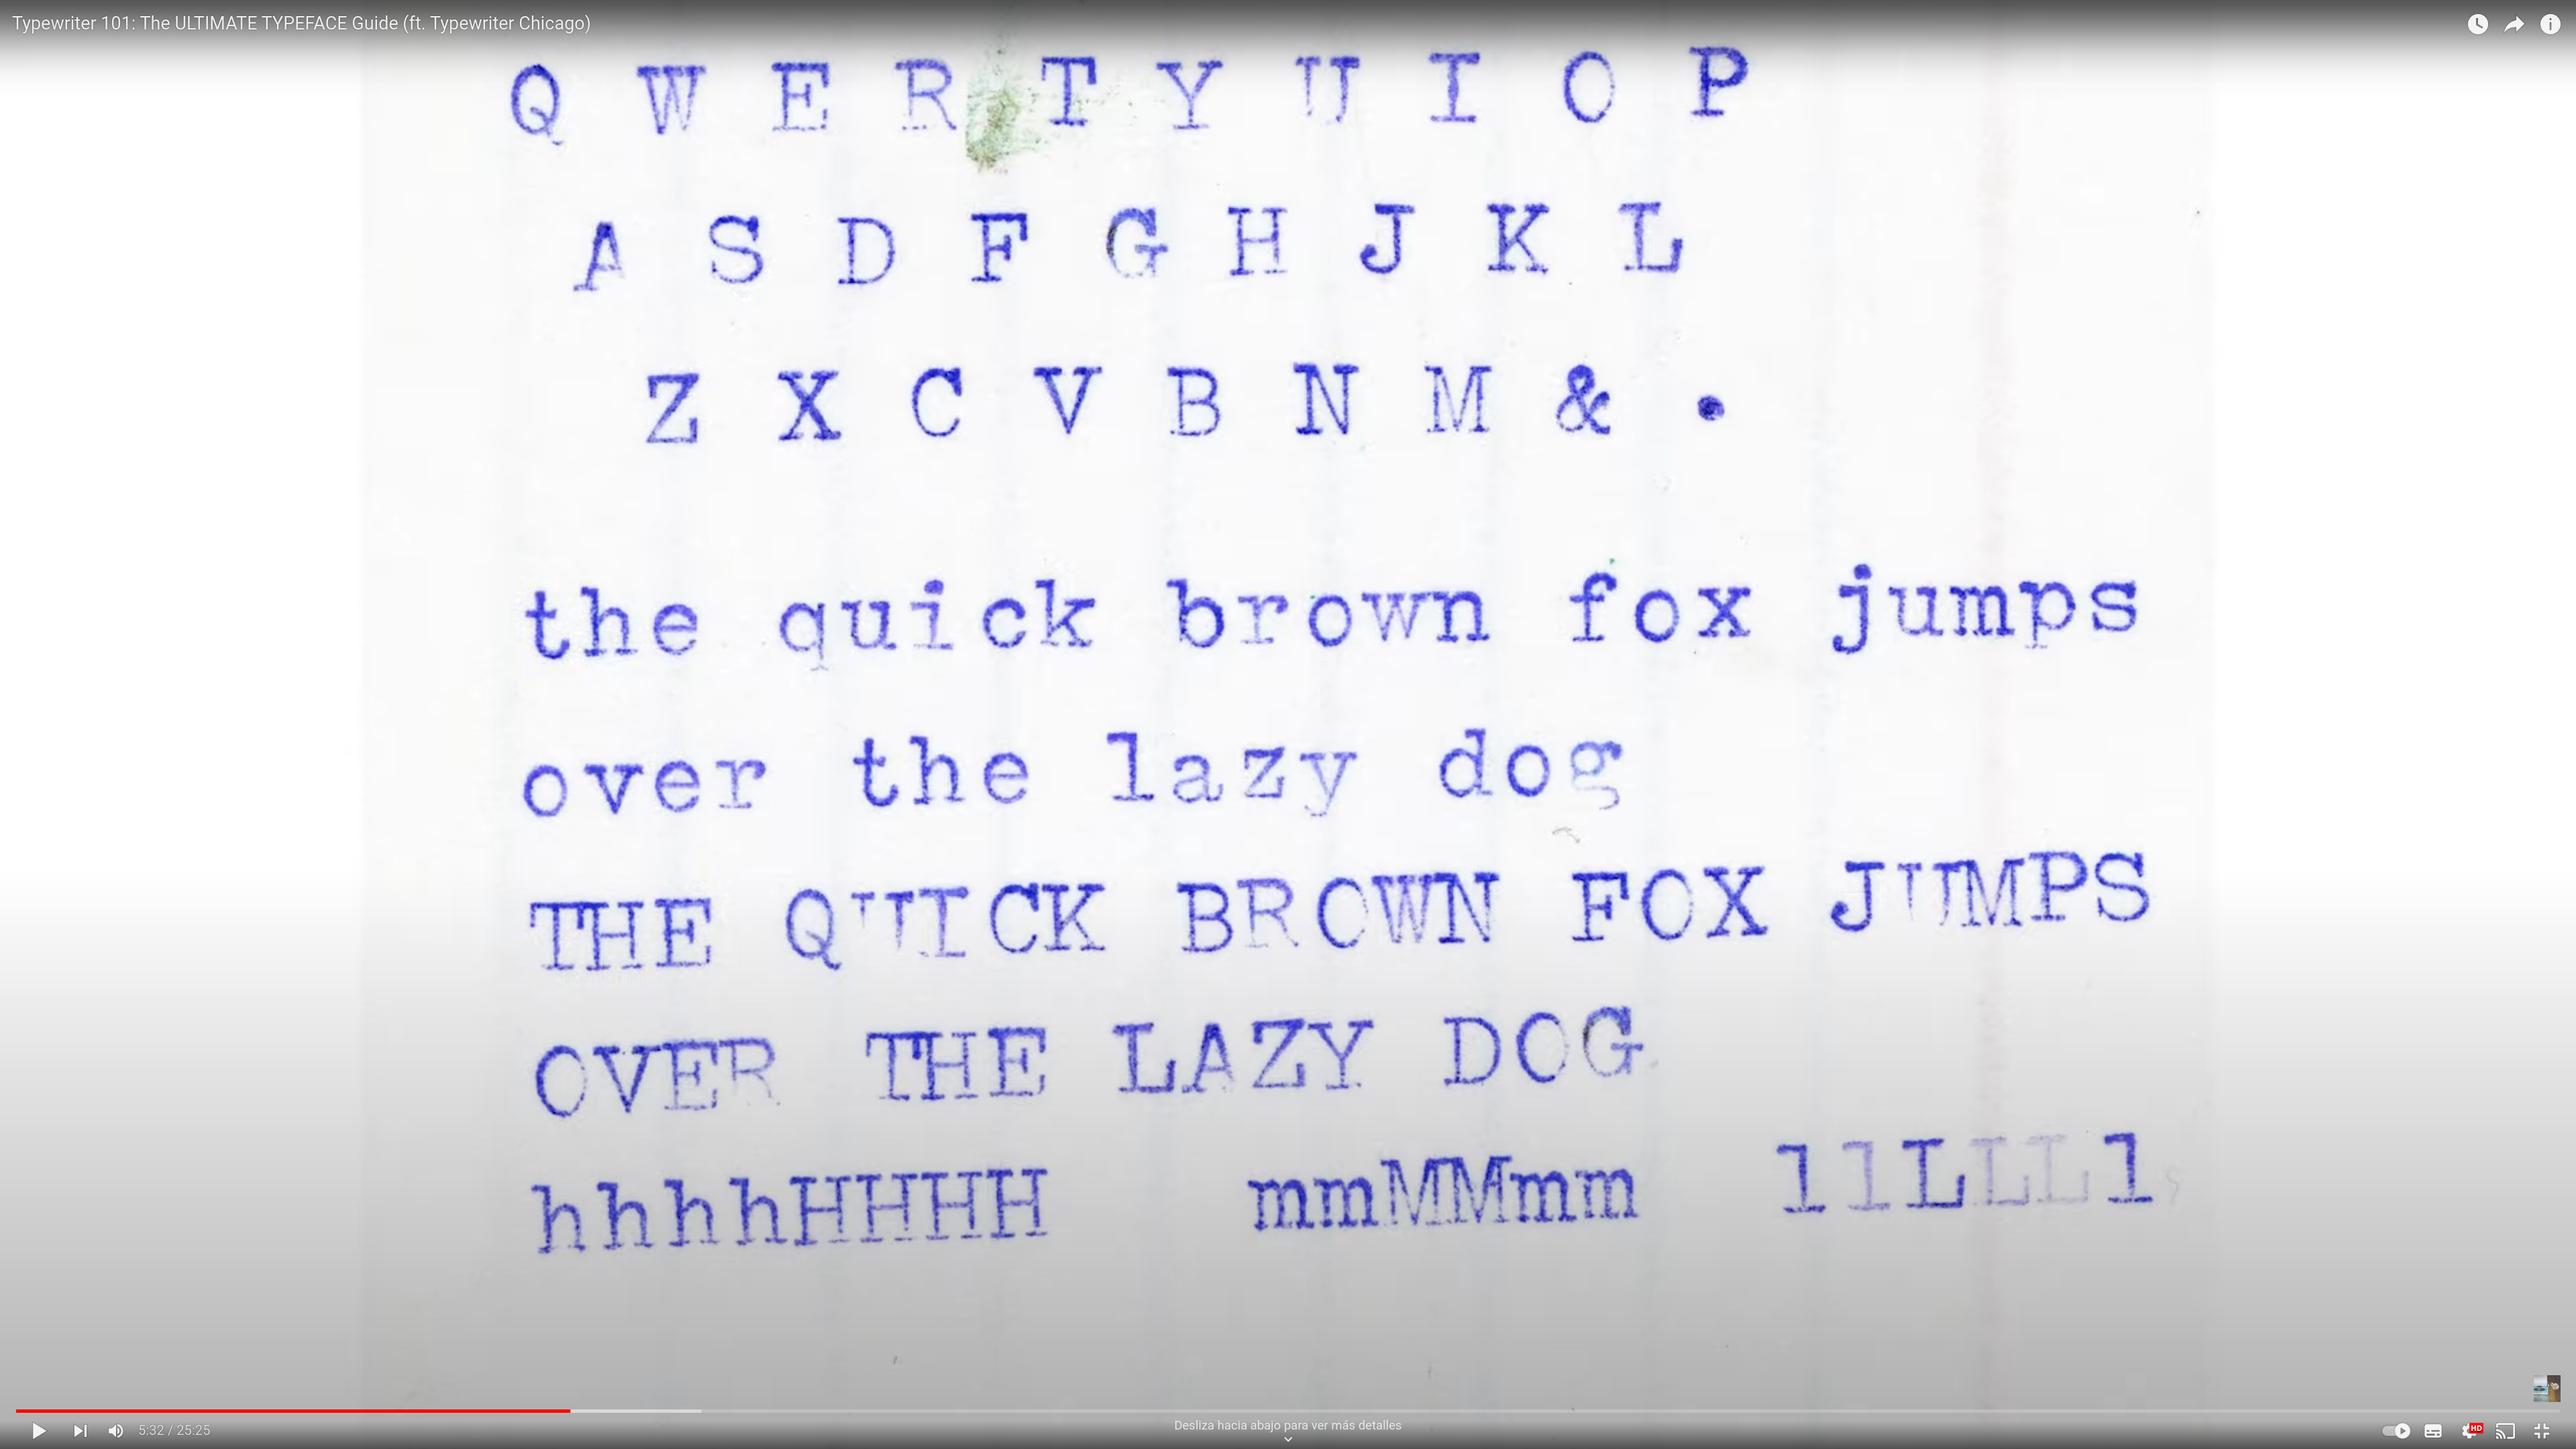 Typewriter 101: The ULTIMATE TYPEFACE Guide (ft. Typewriter Chicago)
Q W E R T Y U I O P
A S D F G H J K L
Z X C V B N M & .
the quick brown fox jumps
over the lazy dog
THE QUICK BROWN FOX JUMPS
OVER THE LAZY DOG
hhhhHHHH mmMMmm llLLLl
5:32 / 25:25
Desliza hacia abajo para ver más detalles
HD